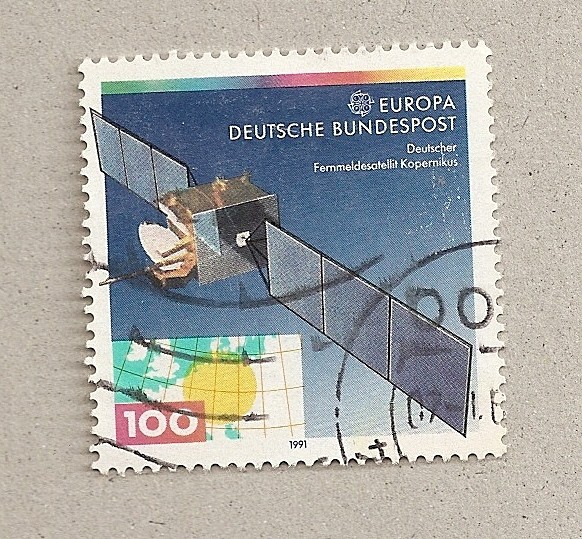 EUROPA
DEUTSCHE BUNDESPOST
Deutscher
Fernmeldesatellit Kopernikus
100
1991